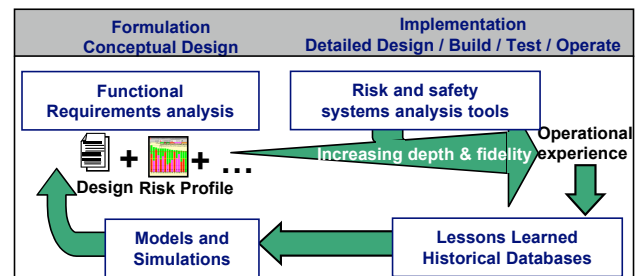 Formulation
Conceptual Design
Implementation
Detailed Design / Build / Test / Operate
Functional
Requirements analysis
Risk and safety
systems analysis tools
+ + ...
Increasing depth & fidelity
Operational
experience
Design Risk Profile
Models and
Simulations
Lessons Learned
Historical Databases